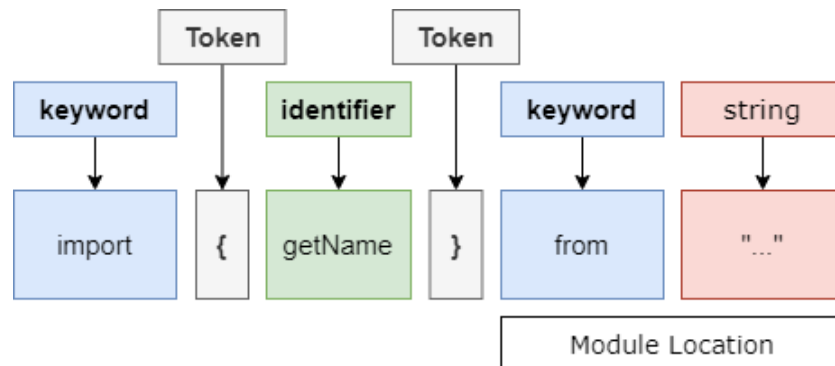 Token Token
keyword identifier keyword string
import { getName } from "..."
Module Location